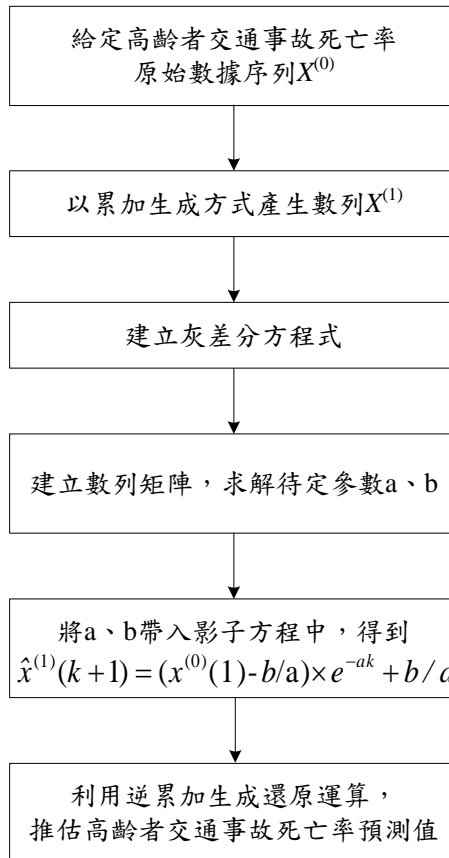 給定高齡者交通事故死亡率
原始數據序列X⁽⁰⁾
以累加生成方式產生數列X⁽¹⁾
建立灰差分方程式
建立數列矩陣，求解待定參數a、b
將a、b帶入影子方程中，得到
x̂⁽¹⁾(k+1)=(x⁽⁰⁾(1)-b/a)×e⁻ᵃᵏ+b/a
利用逆累加生成還原運算，
推估高齡者交通事故死亡率預測值